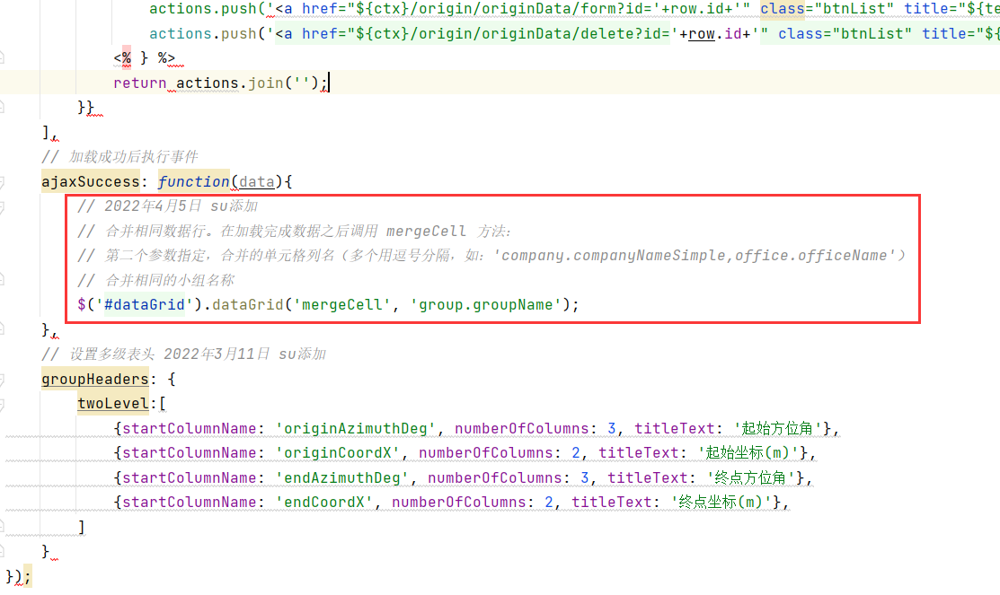 actions.push('<a href="${ctx}/origin/originData/form?id='+row.id+'" class="btnList" title="${te
actions.push('<a href="${ctx}/origin/originData/delete?id='+row.id+'" class="btnList" title="${
<% } %>
return actions.join('');
}}
],
// 加载成功后执行事件
ajaxSuccess: function(data){
// 2022年4月5日 su添加
// 合并相同数据行。在加载完成数据之后调用 mergeCell 方法：
// 第二个参数指定，合并的单元格列名（多个用逗号分隔，如：'company.companyNameSimple,office.officeName'）
// 合并相同的小组名称
$('#dataGrid').dataGrid('mergeCell', 'group.groupName');
},
// 设置多级表头 2022年3月11日 su添加
groupHeaders: {
twoLevel:[
{startColumnName: 'originAzimuthDeg', numberOfColumns: 3, titleText: '起始方位角'},
{startColumnName: 'originCoordX', numberOfColumns: 2, titleText: '起始坐标(m)'},
{startColumnName: 'endAzimuthDeg', numberOfColumns: 3, titleText: '终点方位角'},
{startColumnName: 'endCoordX', numberOfColumns: 2, titleText: '终点坐标(m)'},
]
}
});